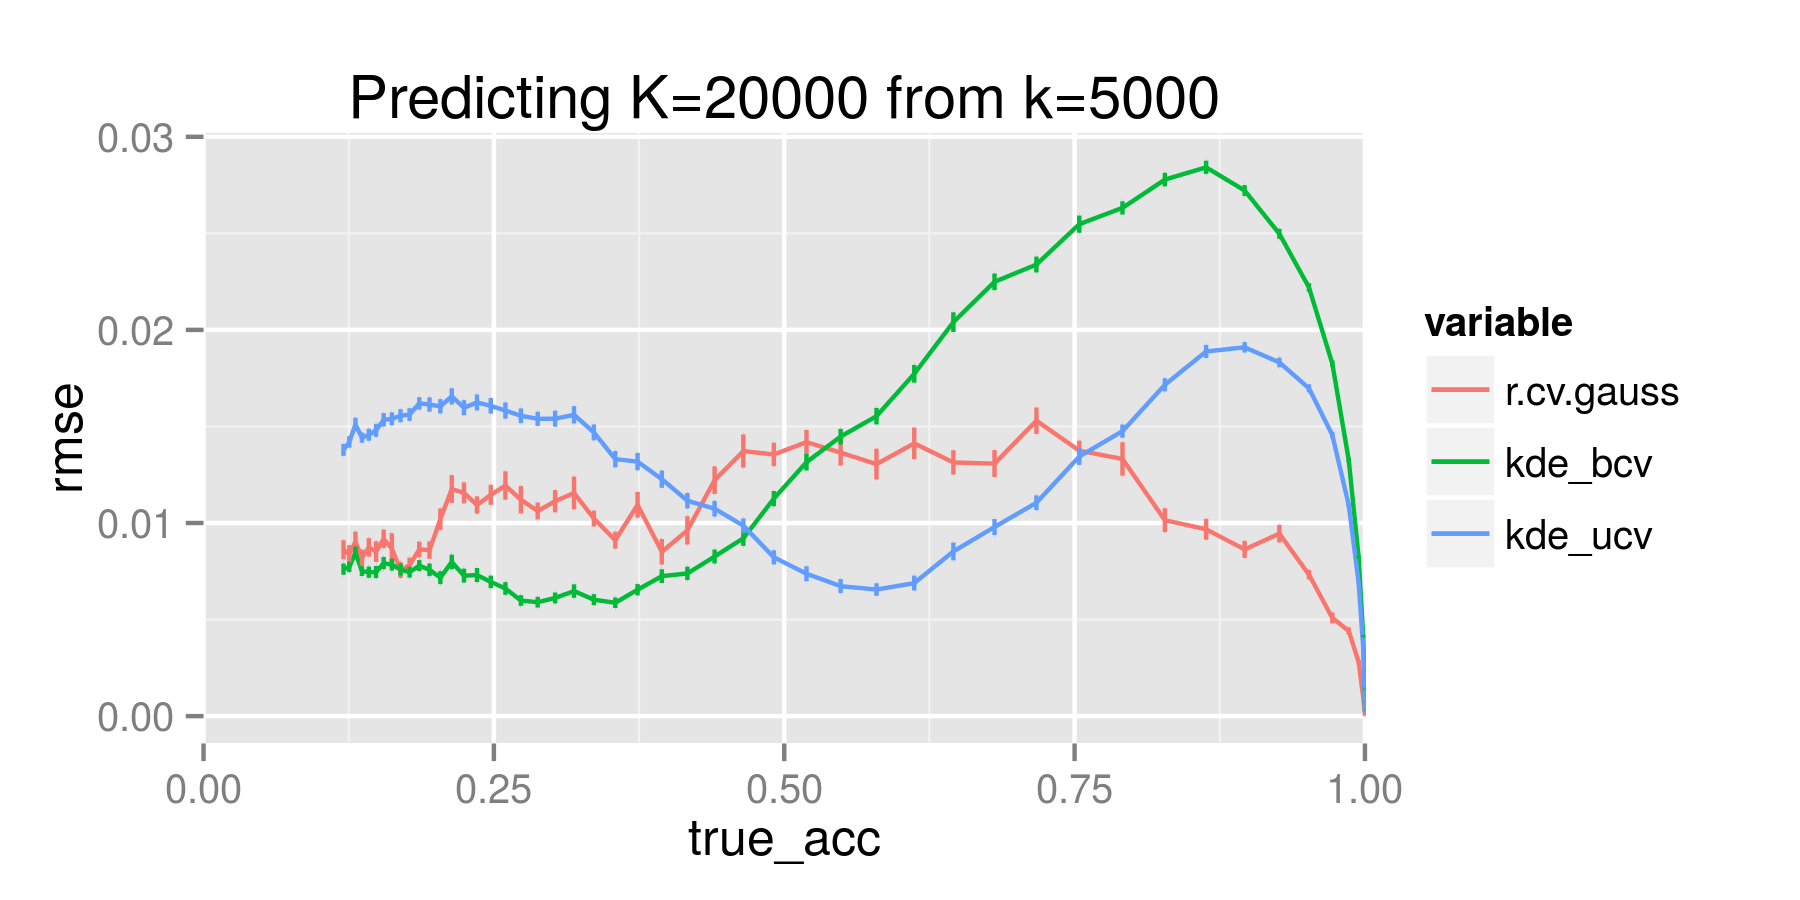 Predicting K=20000 from k=5000
0.03
0.02
0.01
0.00
rmse
0.00 0.25 0.50 0.75 1.00
true_acc
variable
r.cv.gauss
kde_bcv
kde_ucv